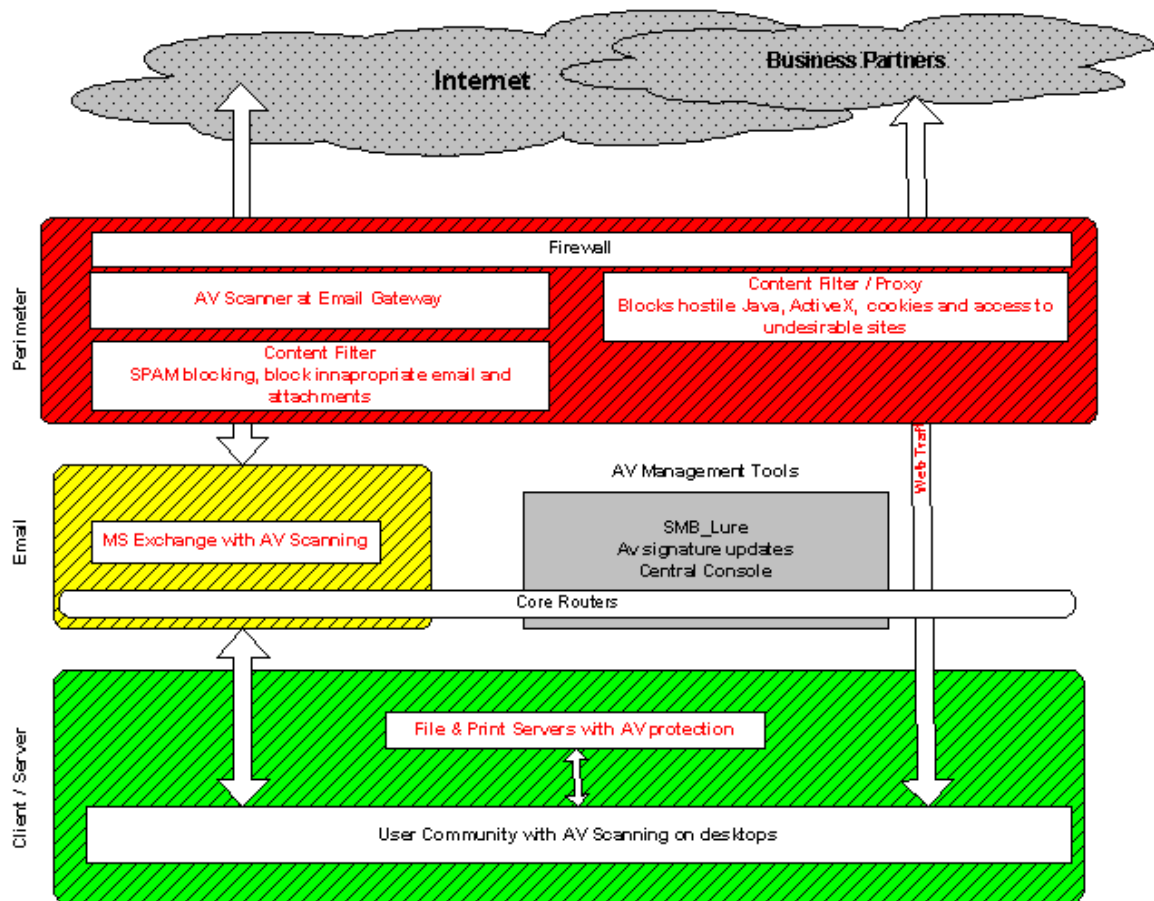 Internet
Business Partners
Perimeter
Firewall
AV Scanner at Email Gateway
Content Filter / Proxy
Blocks hostile Java, ActiveX, cookies and access to
undesirable sites
Content Filter
SPAM blocking, block innapropriate email and
attachments
Web Traf
Email
AV Management Tools
MS Exchange with AV Scanning
SMB_Lure
Av signature updates
Central Console
Core Routers
Client / Server
File & Print Servers with AV protection
User Community with AV Scanning on desktops